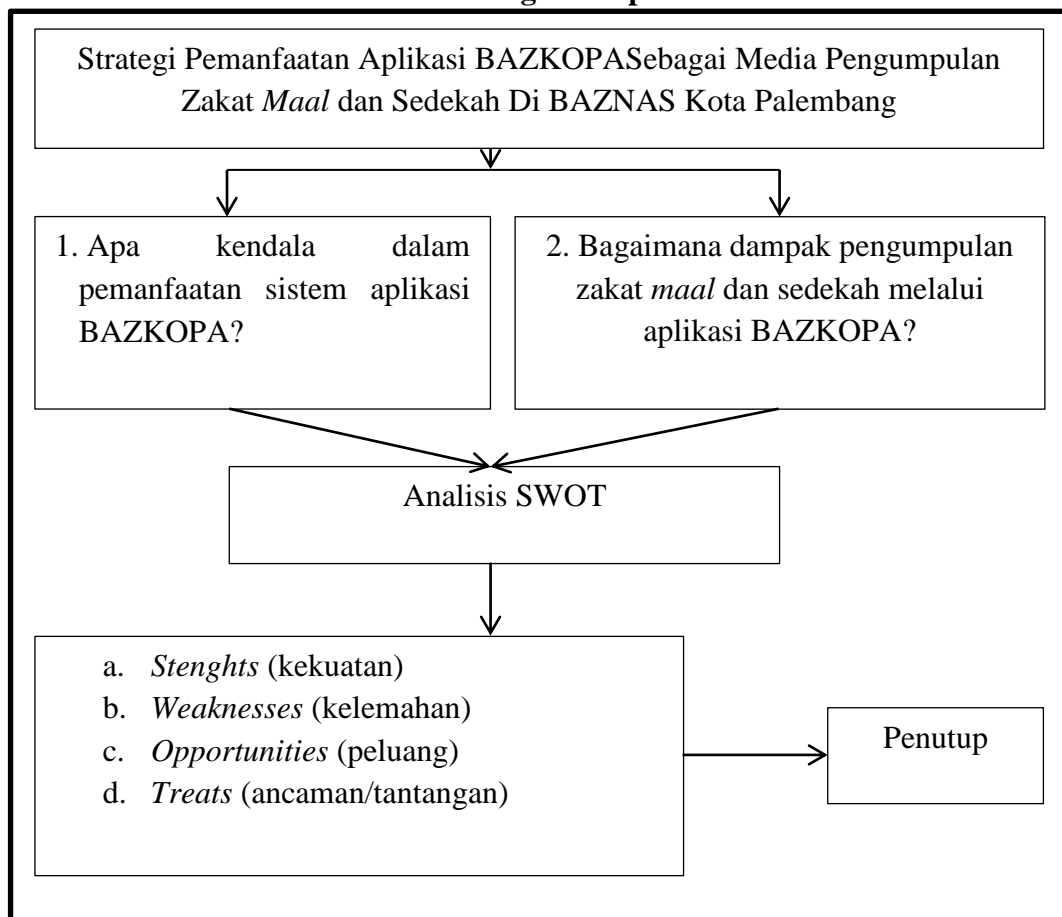 Strategi Pemanfaatan Aplikasi BAZKOPASebagai Media Pengumpulan
Zakat Maal dan Sedekah Di BAZNAS Kota Palembang
1. Apa kendala dalam
pemanfaatan sistem aplikasi
BAZKOPA?
2. Bagaimana dampak pengumpulan
zakat maal dan sedekah melalui
aplikasi BAZKOPA?
Analisis SWOT
a. Stenghts (kekuatan)
b. Weaknesses (kelemahan)
c. Opportunities (peluang)
d. Treats (ancaman/tantangan)
Penutup